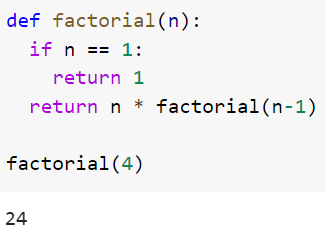 def factorial(n):
  if n == 1:
    return 1
  return n * factorial(n-1)

factorial(4)

24